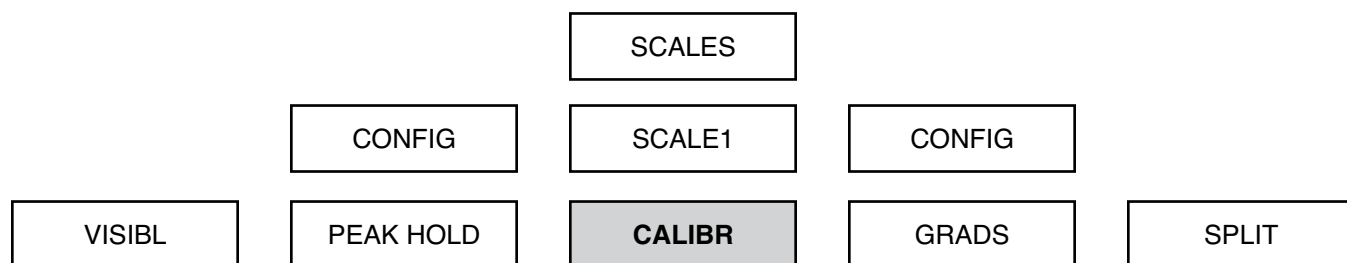 SCALES
CONFIG SCALE1 CONFIG
VISIBL PEAK HOLD CALIBR GRADS SPLIT